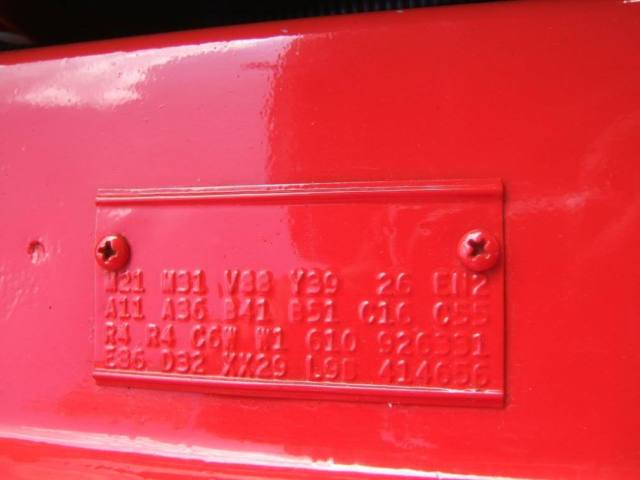 M21 M31 V88 Y39 26 EN2
A11 A36 B41 B51 C16 C55
R4 R4 C6W W1 610 926331
E86 D32 XX29 L9B 414656